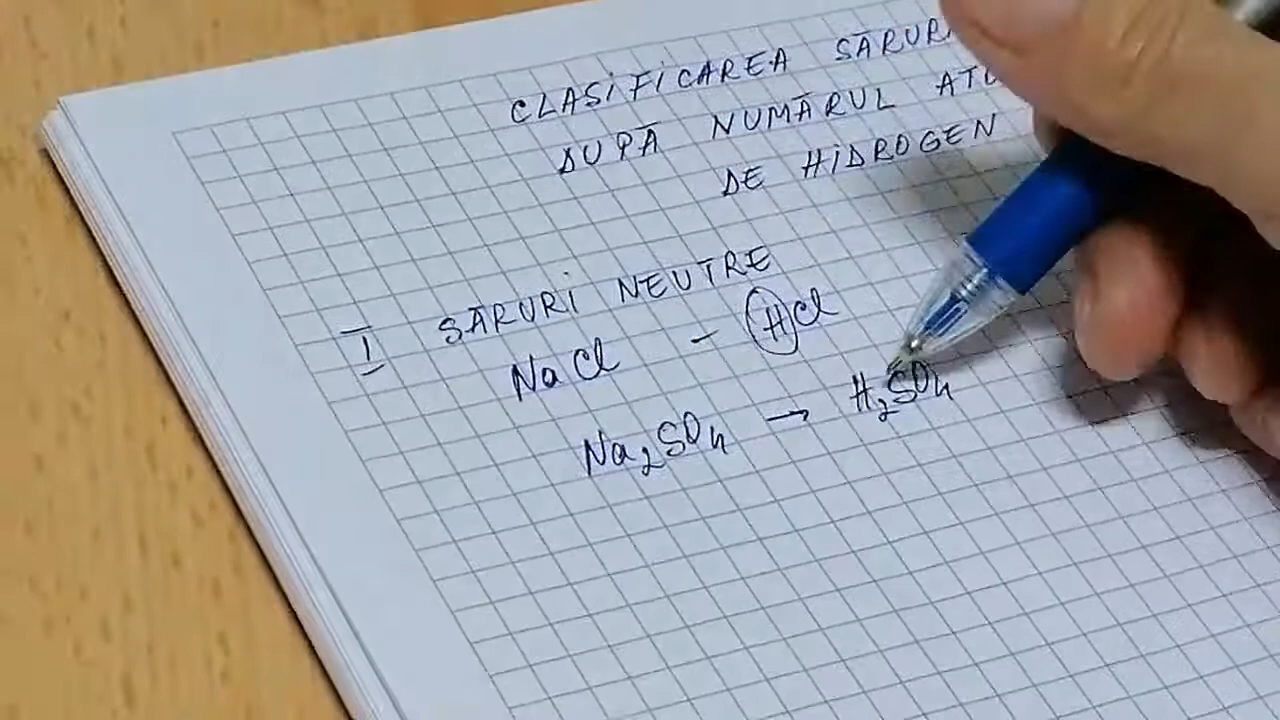 CLASIFICAREA
DUPĂ NUMĂRUL
DE HIDROGEN
I SĂRURI NEUTRE
NaCl - HCl
Na₂SO₄ → H₂SO₄